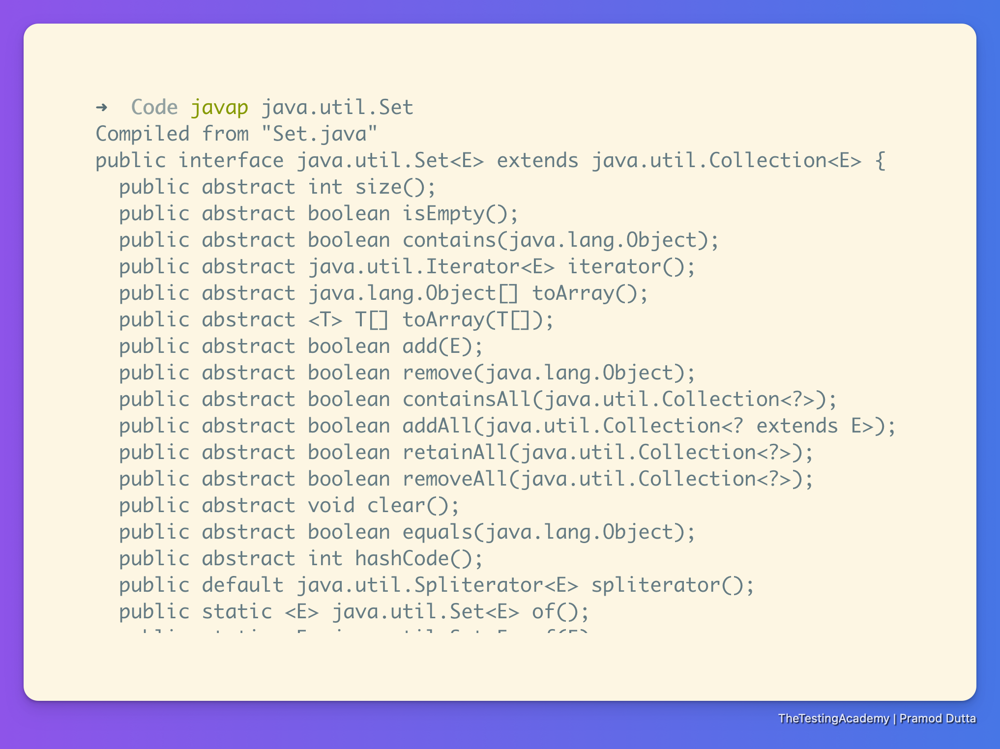 ➜  Code javap java.util.Set
Compiled from "Set.java"
public interface java.util.Set<E> extends java.util.Collection<E> {
  public abstract int size();
  public abstract boolean isEmpty();
  public abstract boolean contains(java.lang.Object);
  public abstract java.util.Iterator<E> iterator();
  public abstract java.lang.Object[] toArray();
  public abstract <T> T[] toArray(T[]);
  public abstract boolean add(E);
  public abstract boolean remove(java.lang.Object);
  public abstract boolean containsAll(java.util.Collection<?>);
  public abstract boolean addAll(java.util.Collection<? extends E>);
  public abstract boolean retainAll(java.util.Collection<?>);
  public abstract boolean removeAll(java.util.Collection<?>);
  public abstract void clear();
  public abstract boolean equals(java.lang.Object);
  public abstract int hashCode();
  public default java.util.Spliterator<E> spliterator();
  public static <E> java.util.Set<E> of();
TheTestingAcademy | Pramod Dutta